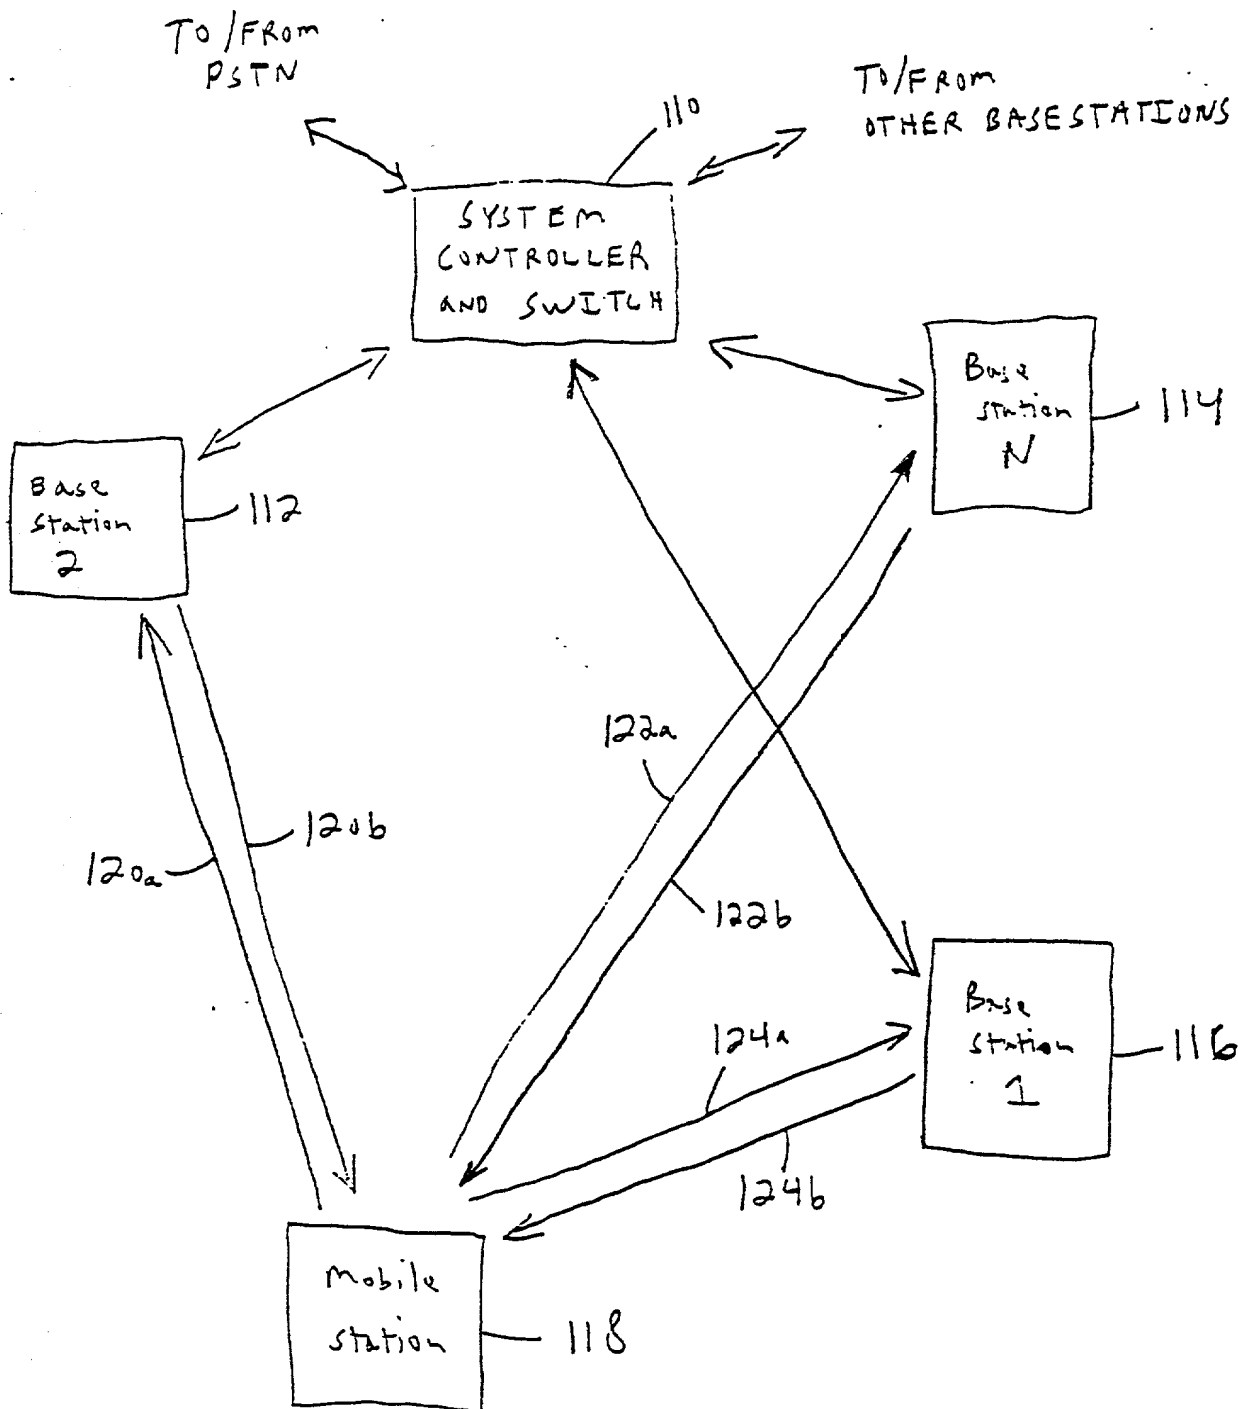 TO/FROM
PSTN
TO/FROM
OTHER BASESTATIONS
110
SYSTEM
CONTROLLER
AND SWITCH
Base
station
N
114
Base
station
2
112
122a
120b
120a
122b
Base
station
1
116
124a
124b
Mobile
station
118